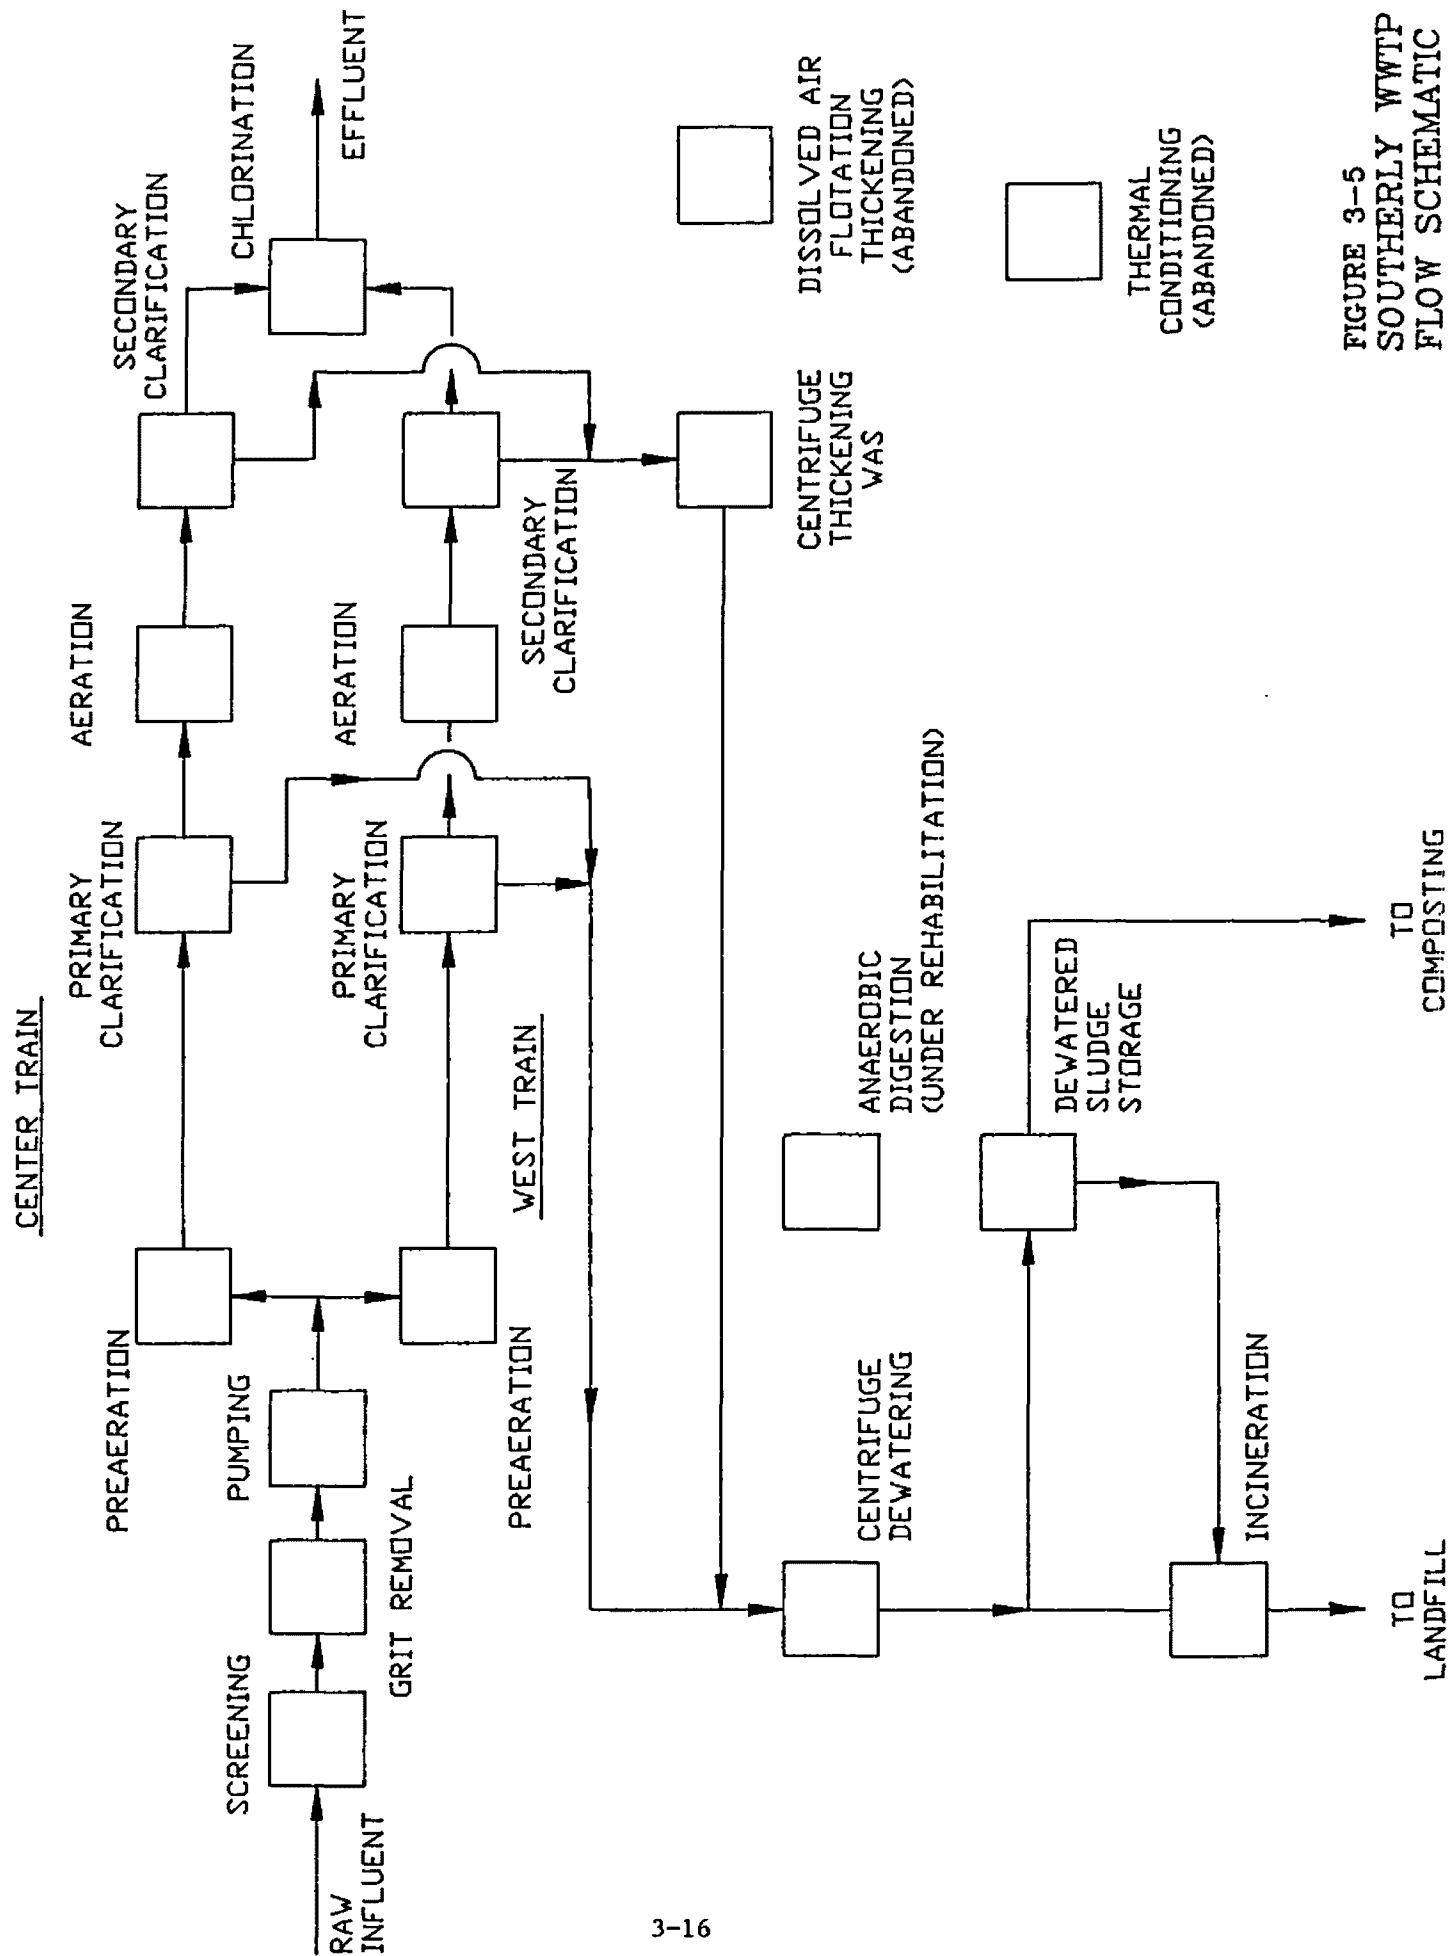 CENTER TRAIN
PREAERATION
PRIMARY
CLARIFICATION
AERATION
SECONDARY
CLARIFICATION
RAW
INFLUENT
SCREENING
GRIT REMOVAL
PUMPING
CHLORINATION
EFFLUENT
PREAERATION
WEST TRAIN
PRIMARY
CLARIFICATION
AERATION
SECONDARY
CLARIFICATION
CENTRIFUGE
THICKENING
WAS
DISSOLVED AIR
FLOTATION
THICKENING
(ABANDONED)
CENTRIFUGE
DEWATERING
ANAEROBIC
DIGESTION
(UNDER REHABILITATION)
DEWATERED
SLUDGE
STORAGE
THERMAL
CONDITIONING
(ABANDONED)
INCINERATION
TO
LANDFILL
TO
COMPOSTING
FIGURE 3-5
SOUTHERLY WWTP
FLOW SCHEMATIC
3-16